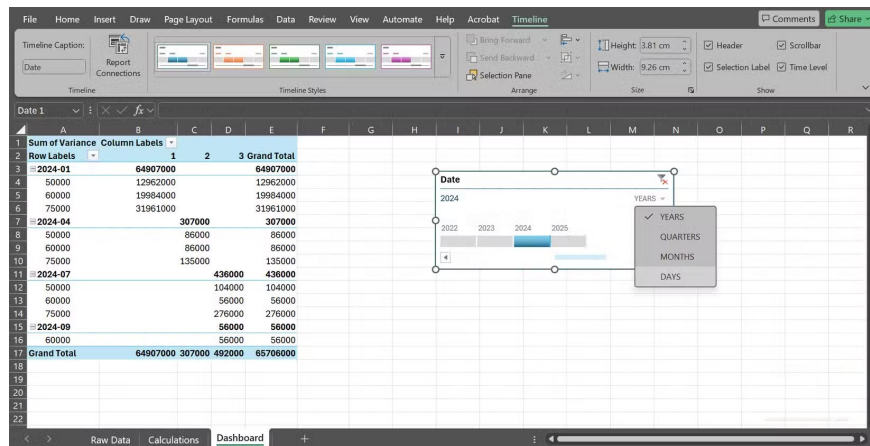 File Home Insert Draw Page Layout Formulas Data Review View Automate Help Acrobat Timeline Comments Share
Timeline Caption:
Date
Report
Connections
Timeline
Timeline Styles
Bring Forward
Send Backward
Selection Pane
Arrange
Height: 3.81 cm
Width: 9.26 cm
Size
Header Scrollbar
Selection Label Time Level
Show
Date 1 fx
A B C D E F G H I J K L M N O P Q R
1 Sum of Variance Column Labels
2 Row Labels 1 2 3 Grand Total
3 2024-01 64907000 64907000
4 50000 12962000 12962000
5 60000 19984000 19984000
6 75000 31961000 31961000
7 2024-04 307000 307000
8 50000 86000 86000
9 60000 86000 86000
10 75000 135000 135000
11 2024-07 436000 436000
12 50000 104000 104000
13 60000 56000 56000
14 75000 276000 276000
15 2024-09 56000 56000
16 60000 56000 56000
17 Grand Total 64907000 307000 492000 65706000
18
19
20
21
22
Date
2024 YEARS
2022 2023 2024 2025
YEARS
QUARTERS
MONTHS
DAYS
Raw Data Calculations Dashboard